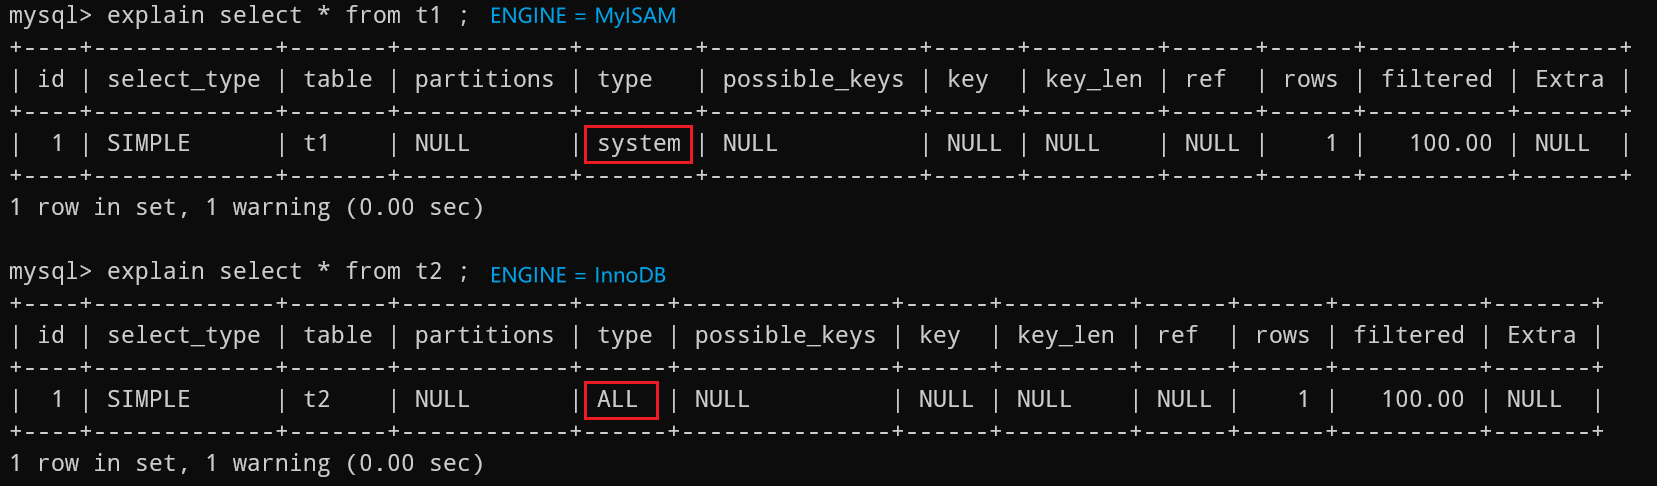 mysql> explain select * from t1 ; ENGINE = MyISAM
+----+-------------+-------+------------+--------+---------------+------+---------+------+------+----------+-------+
| id | select_type | table | partitions | type   | possible_keys | key  | key_len | ref  | rows | filtered | Extra |
+----+-------------+-------+------------+--------+---------------+------+---------+------+------+----------+-------+
|  1 | SIMPLE      | t1    | NULL       | system | NULL          | NULL | NULL    | NULL |    1 |   100.00 | NULL  |
+----+-------------+-------+------------+--------+---------------+------+---------+------+------+----------+-------+
1 row in set, 1 warning (0.00 sec)
mysql> explain select * from t2 ; ENGINE = InnoDB
+----+-------------+-------+------------+------+---------------+------+---------+------+------+----------+-------+
| id | select_type | table | partitions | type | possible_keys | key  | key_len | ref  | rows | filtered | Extra |
+----+-------------+-------+------------+------+---------------+------+---------+------+------+----------+-------+
|  1 | SIMPLE      | t2    | NULL       | ALL  | NULL          | NULL | NULL    | NULL |    1 |   100.00 | NULL  |
+----+-------------+-------+------------+------+---------------+------+---------+------+------+----------+-------+
1 row in set, 1 warning (0.00 sec)